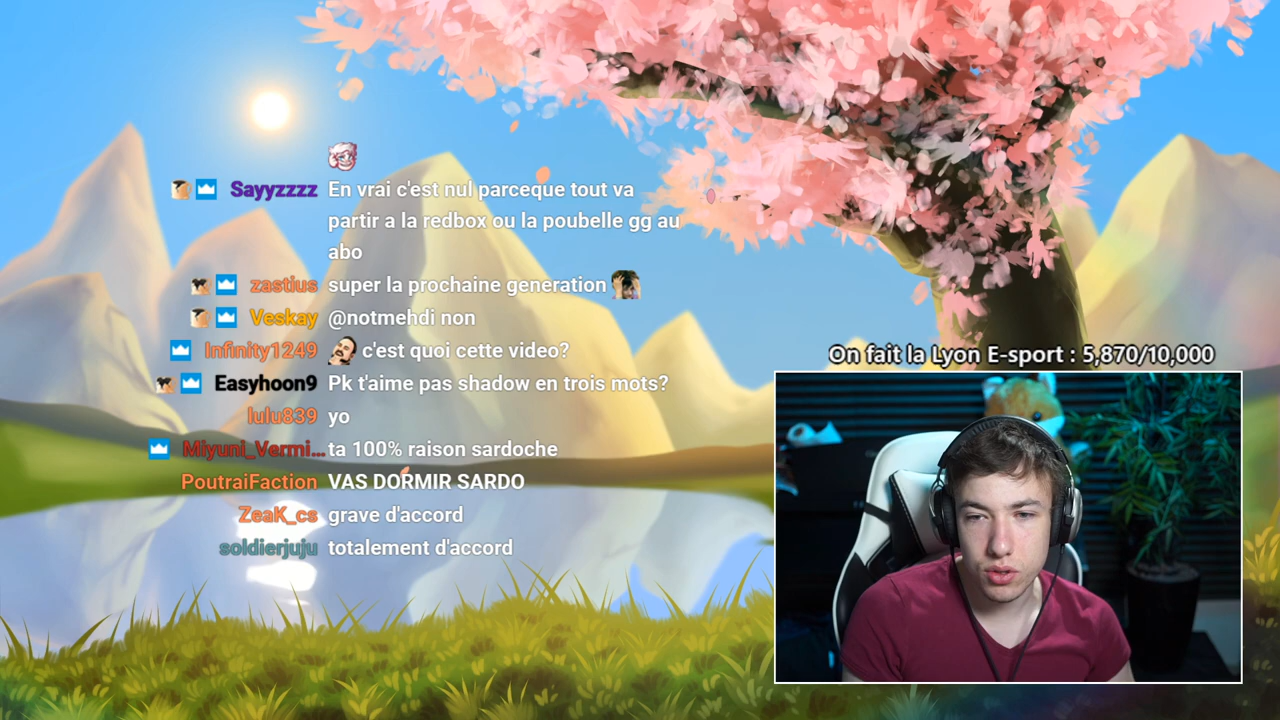 Sayyzzzz En vrai c'est nul parceque tout va
partir a la redbox ou la poubelle gg au
abo
zastius super la prochaine generation
Veskay @notmehdi non
Infinity1249 c'est quoi cette video?
Easyhoon9 Pk t'aime pas shadow en trois mots?
lulu839 yo
Miyuni_Vermi... ta 100% raison sardoche
PoutraiFaction VAS DORMIR SARDO
ZeaK_cs grave d'accord
soldierjuju totalement d'accord
On fait la Lyon E-sport : 5,870/10,000